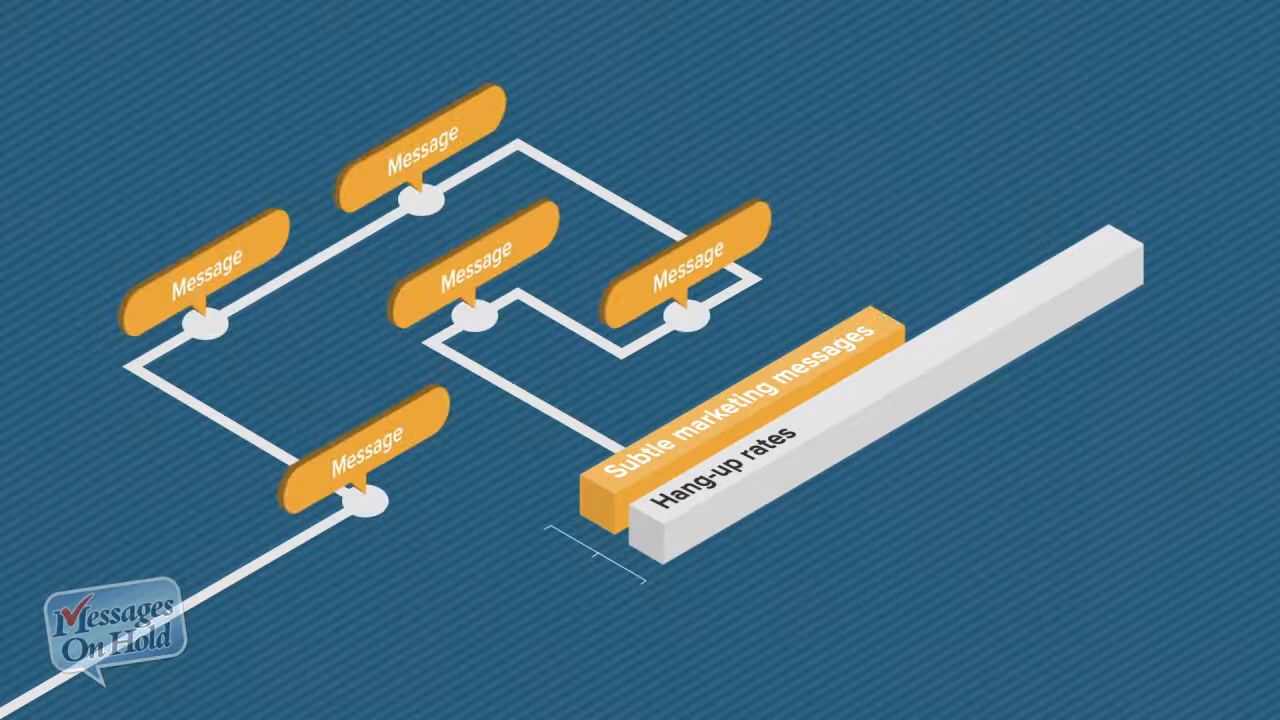 Message
Message
Message
Message
Message
Subtle marketing messages
Hang-up rates
Messages
On Hold